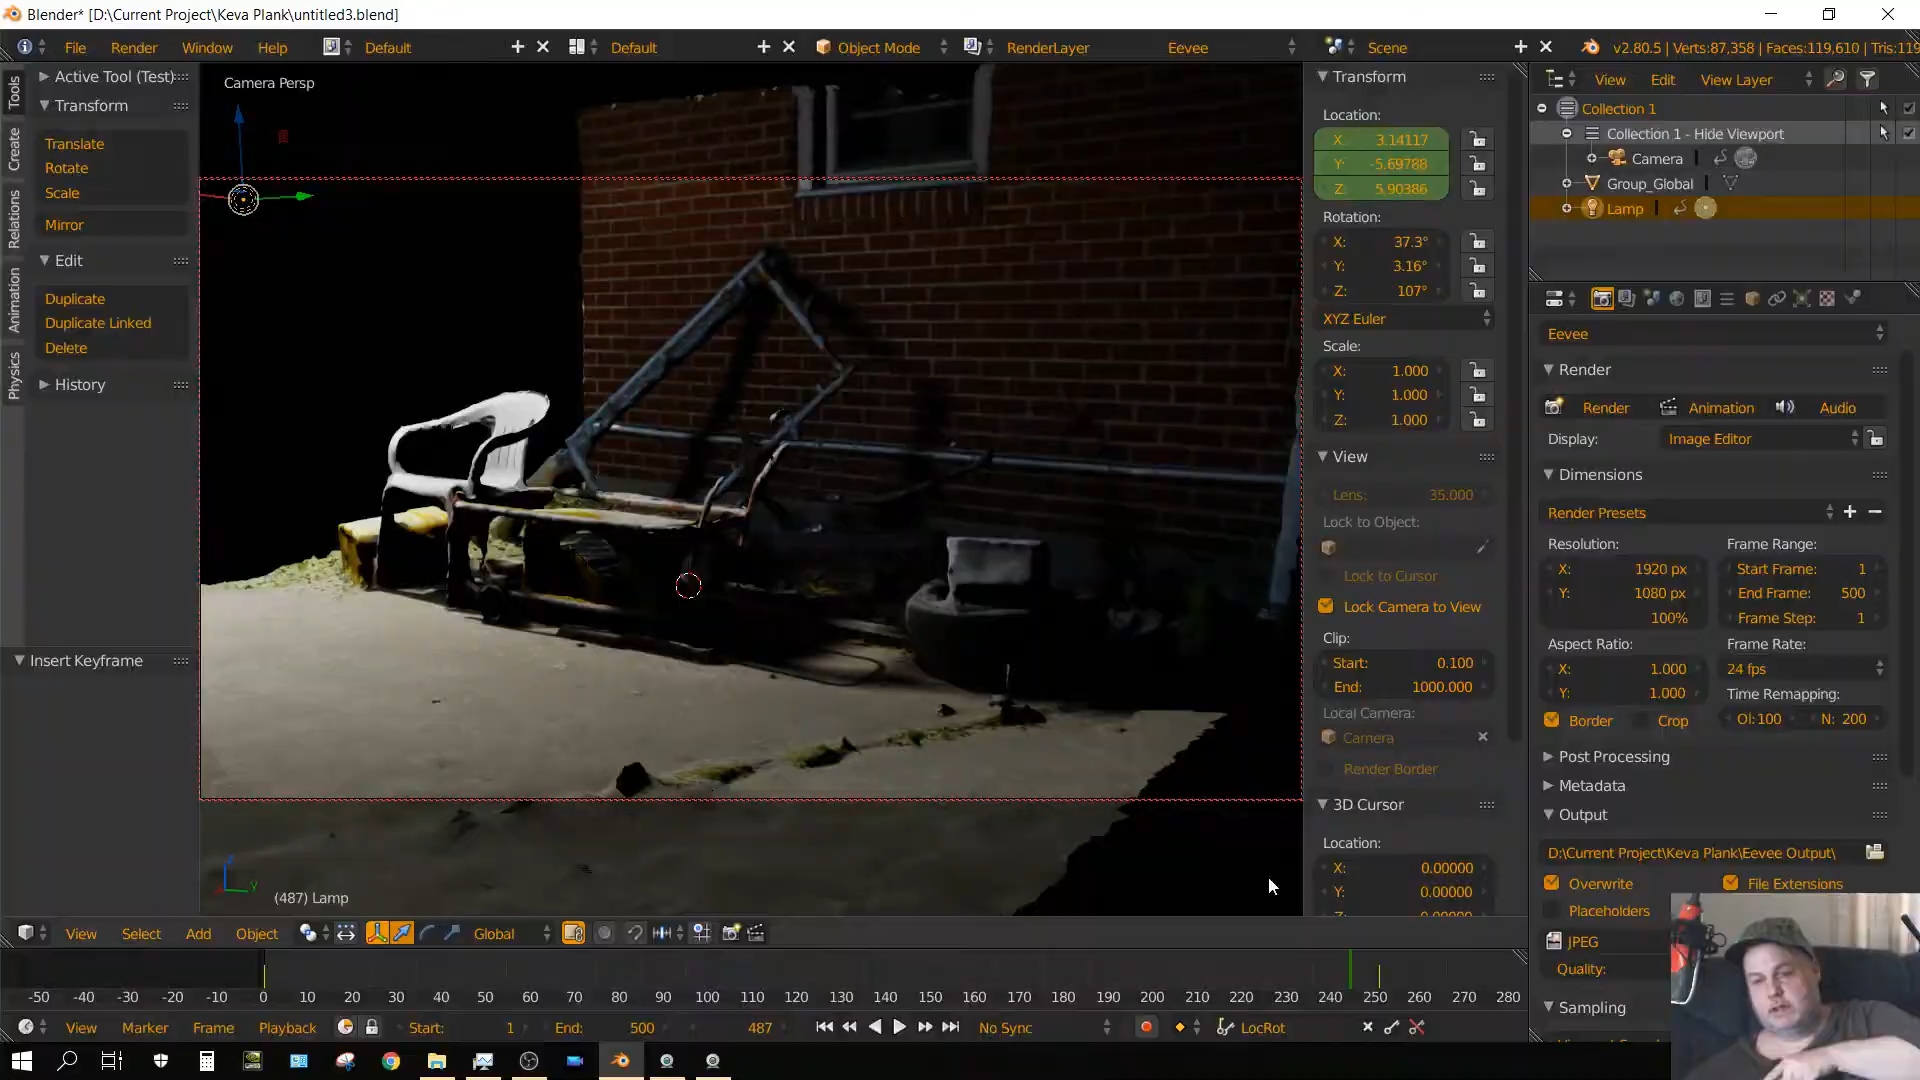 Blender* [D:\Current Project\Keva Plank\untitled3.blend]
File Render Window Help Default Default Object Mode RenderLayer Eevee Scene v2.80.5 | Verts:87,358 | Faces:119,610 | Tris:119
Tools
Create
Relations
Animation
Physics
Active Tool (Test)
Transform
Translate
Rotate
Scale
Mirror
Edit
Duplicate
Duplicate Linked
Delete
History
Insert Keyframe
Camera Persp
(487) Lamp
Transform
Location:
X: 3.14117
Y: -5.69788
Z: 5.90386
Rotation:
X: 37.3°
Y: 3.16°
Z: 107°
XYZ Euler
Scale:
X: 1.000
Y: 1.000
Z: 1.000
View
Lens: 35.000
Lock to Object:
Lock to Cursor
Lock Camera to View
Clip:
Start: 0.100
End: 1000.000
Local Camera:
Camera
Render Border
3D Cursor
Location:
X: 0.00000
Y: 0.00000
View Edit View Layer
Collection 1
Collection 1 - Hide Viewport
Camera
Group_Global
Lamp
Eevee
Render
Render Animation Audio
Display: Image Editor
Dimensions
Render Presets
Resolution: Frame Range:
X: 1920 px Start Frame: 1
Y: 1080 px End Frame: 500
100% Frame Step: 1
Aspect Ratio: Frame Rate:
X: 1.000 24 fps
Y: 1.000 Time Remapping:
Border Crop Ol:100 N: 200
Post Processing
Metadata
Output
D:\Current Project\Keva Plank\Eevee Output\
Overwrite File Extensions
Placeholders
JPEG
Quality:
Sampling
View Select Add Object Global
-50 -40 -30 -20 -10 0 10 20 30 40 50 60 70 80 90 100 110 120 130 140 150 160 170 180 190 200 210 220 230 240 250 260 270 280
View Marker Frame Playback Start: 1 End: 500 487 No Sync LocRot